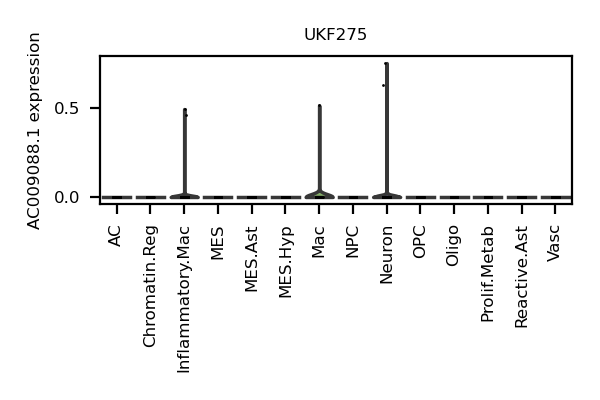 UKF275
AC009088.1 expression
0.5
0.0
AC
Chromatin.Reg
Inflammatory.Mac
MES
MES.Ast
MES.Hyp
Mac
NPC
Neuron
OPC
Oligo
Prolif.Metab
Reactive.Ast
Vasc